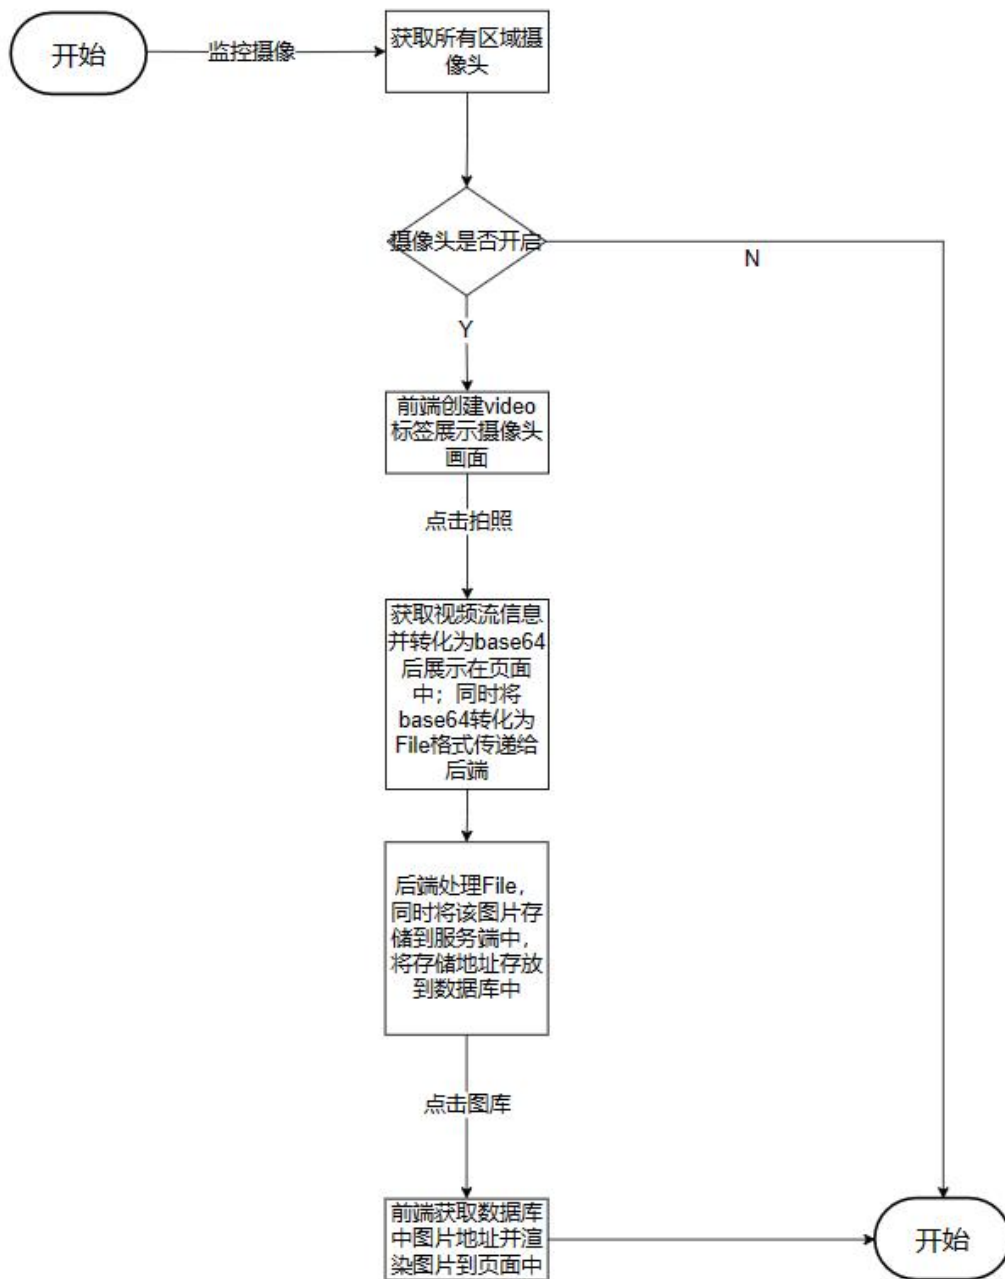 开始
监控摄像
获取所有区域摄
像头
摄像头是否开启
N
Y
前端创建video
标签展示摄像头
画面
点击拍照
获取视频流信息
并转化为base64
后展示在页面
中；同时将
base64转化为
File格式传递给
后端
后端处理File，
同时将该图片存
储到服务端中，
将存储地址存放
到数据库中
点击图库
前端获取数据库
中图片地址并渲
染图片到页面中
开始